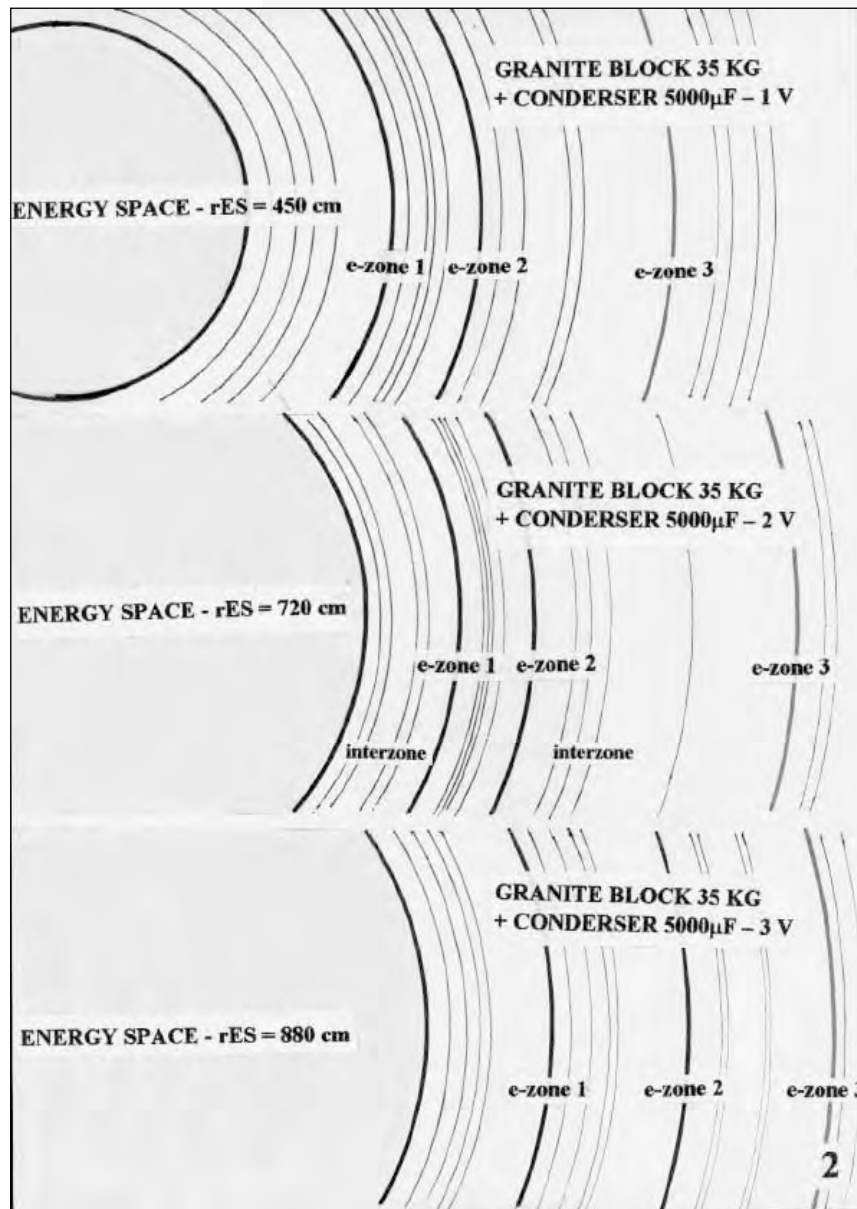 GRANITE BLOCK 35 KG
+ CONDERSER 5000μF – 1 V
ENERGY SPACE - rES = 450 cm
e-zone 1 e-zone 2 e-zone 3
GRANITE BLOCK 35 KG
+ CONDERSER 5000μF – 2 V
ENERGY SPACE - rES = 720 cm
e-zone 1 e-zone 2 e-zone 3
interzone interzone
GRANITE BLOCK 35 KG
+ CONDERSER 5000μF – 3 V
ENERGY SPACE - rES = 880 cm
e-zone 1 e-zone 2 e-zone 3
2